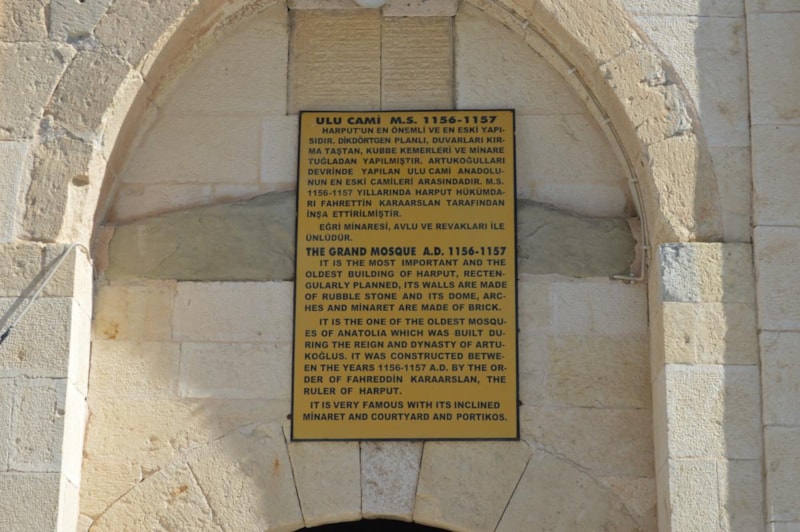 ULU CAMİ M.S. 1156-1157
HARPUT'UN EN ÖNEMLİ VE EN ESKİ YAPI-
SIDIR. DİKDÖRTGEN PLANLI, DUVARLARI KIR-
MA TAŞTAN, KUBBE KEMERLERİ VE MİNARE
TUĞLADAN YAPILMIŞTIR. ARTUKOĞULLARI
DEVRİNDE YAPILAN ULU CAMİ ANADOLU-
NUN EN ESKİ CAMİLERİ ARASINDADIR. M.S.
1156-1157 YILLARINDA HARPUT HÜKÜMDA-
RI FAHRETTİN KARAARSLAN TARAFINDAN
İNŞA ETTİRİLMİŞTİR.
EĞRİ MİNARESİ, AVLU VE REVAKLARI İLE
ÜNLÜDÜR.
THE GRAND MOSQUE A.D. 1156-1157
IT IS THE MOST IMPORTANT AND THE
OLDEST BUILDING OF HARPUT, RECTEN-
GULARLY PLANNED, ITS WALLS ARE MADE
OF RUBBLE STONE AND ITS DOME, ARC-
HES AND MİNARET ARE MADE OF BRICK.
IT IS THE ONE OF THE OLDEST MOSQU-
ES OF ANATOLIA WHICH WAS BUILT DU-
RING THE REIGN AND DYNASTY OF ARTU-
KOĞLUS. IT WAS CONSTRUCTED BETWE-
EN THE YEARS 1156-1157 A.D. BY THE OR-
DER OF FAHREDDİN KARAARSLAN, THE
RULER OF HARPUT.
IT IS VERY FAMOUS WITH ITS INCLINED
MINARET AND COURTYARD AND PORTIKOS.